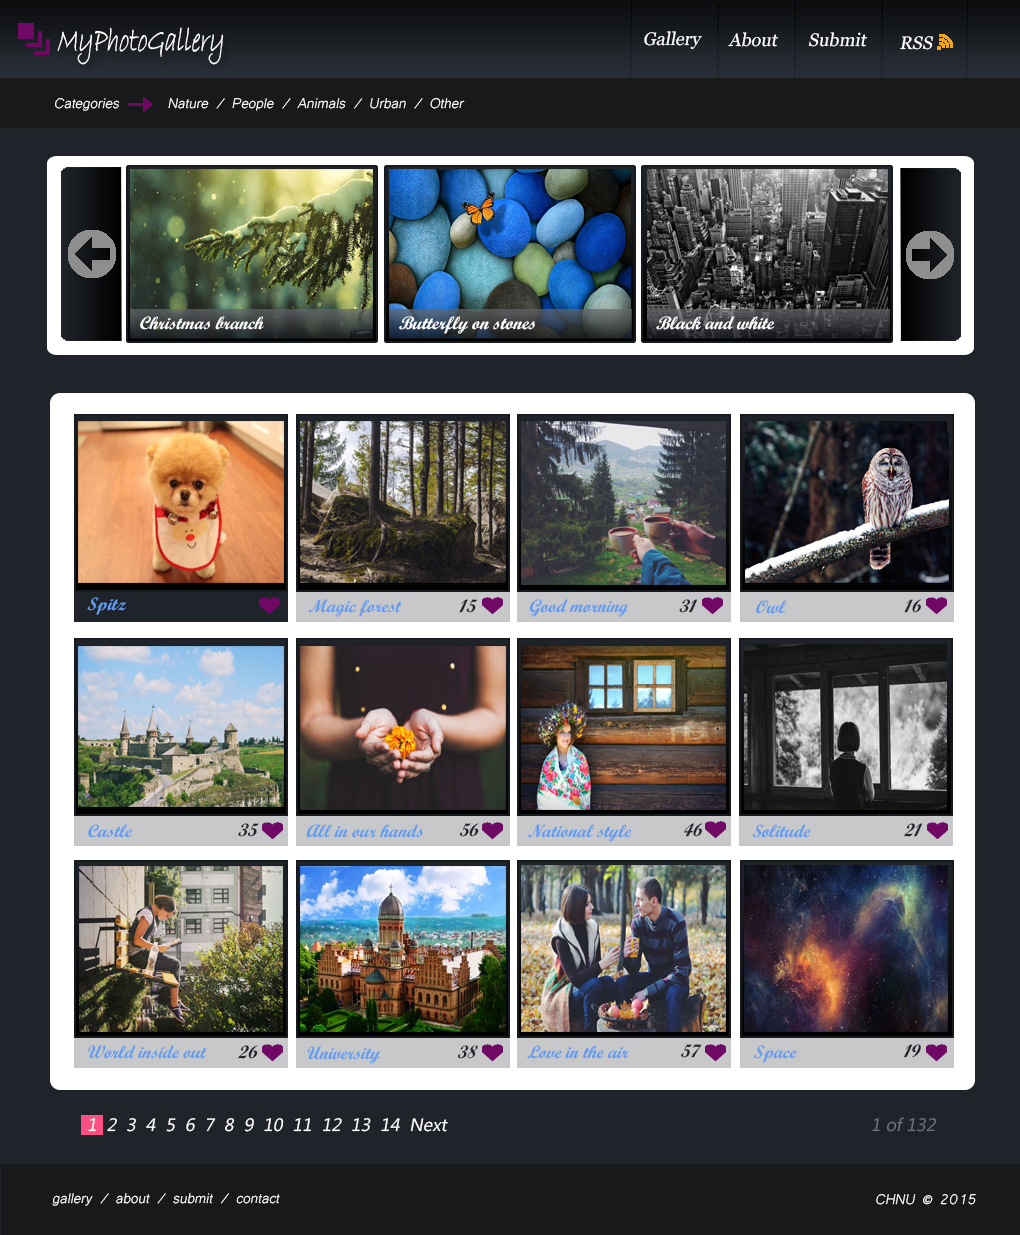 MyPhotoGallery
Gallery About Submit RSS
Categories Nature / People / Animals / Urban / Other
Christmas branch Butterfly on stones Black and white
Spitz Magic forest 15 Good morning 31 Owl 16
Castle 35 All in our hands 56 National style 46 Solitude 21
World inside out 26 University 38 Love in the air 57 Space 19
1 2 3 4 5 6 7 8 9 10 11 12 13 14 Next 1 of 132
gallery / about / submit / contact CHNU © 2015